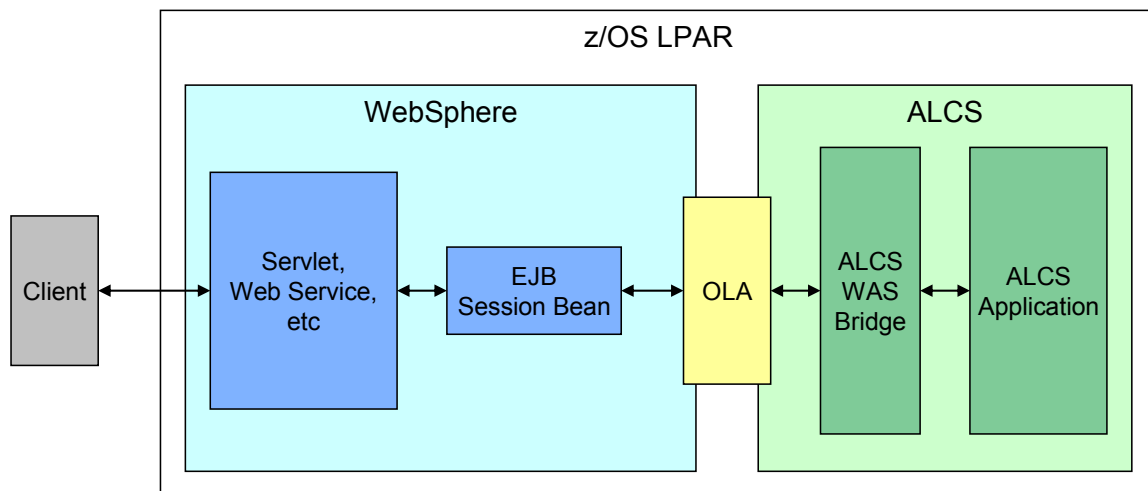 z/OS LPAR
WebSphere
ALCS
Client
Servlet,
Web Service,
etc
EJB
Session Bean
OLA
ALCS
WAS
Bridge
ALCS
Application